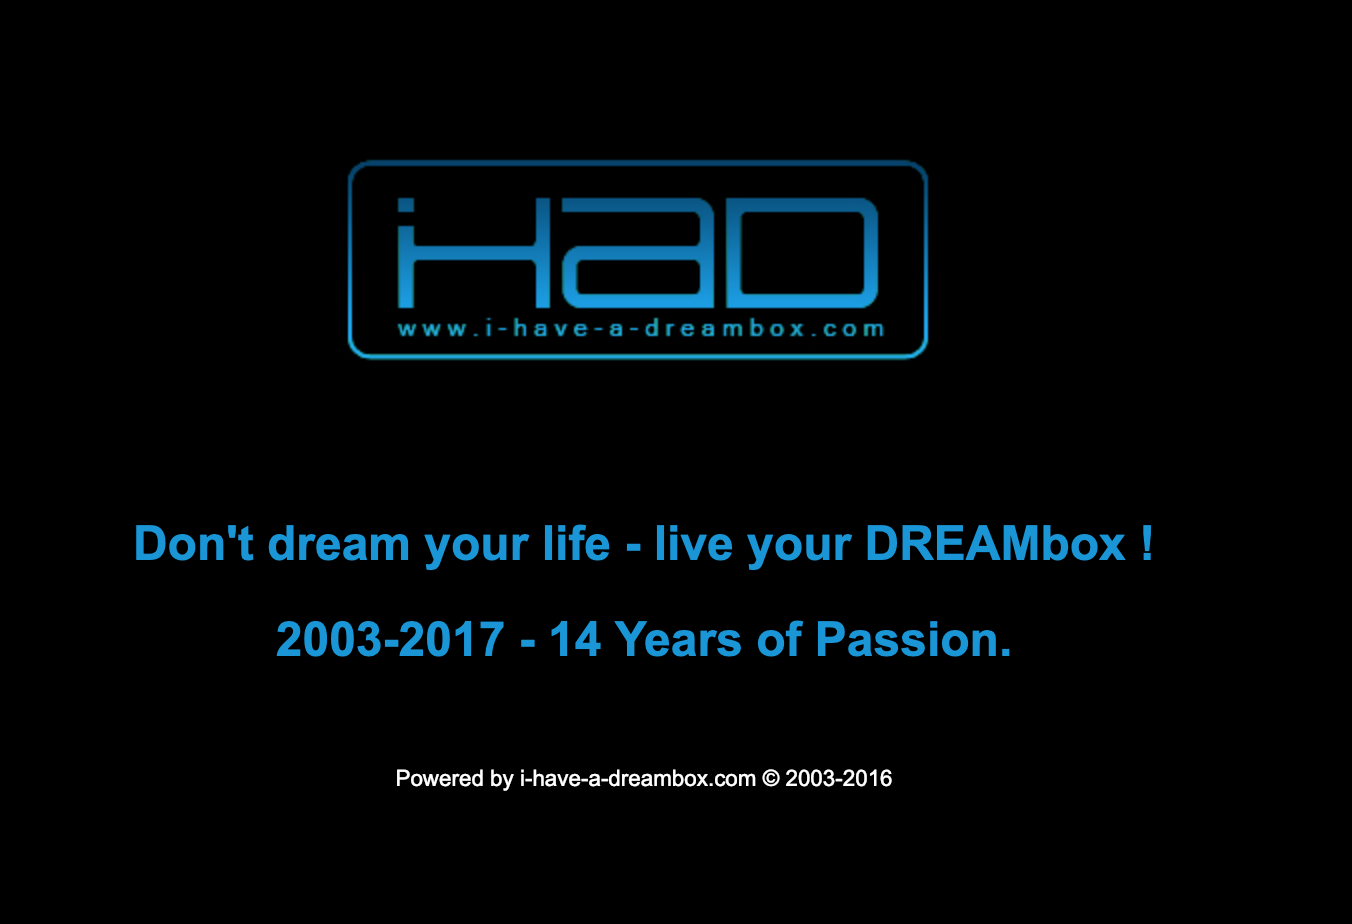 iHaD
www.i-have-a-dreambox.com
Don't dream your life - live your DREAMbox !
2003-2017 - 14 Years of Passion.
Powered by i-have-a-dreambox.com © 2003-2016